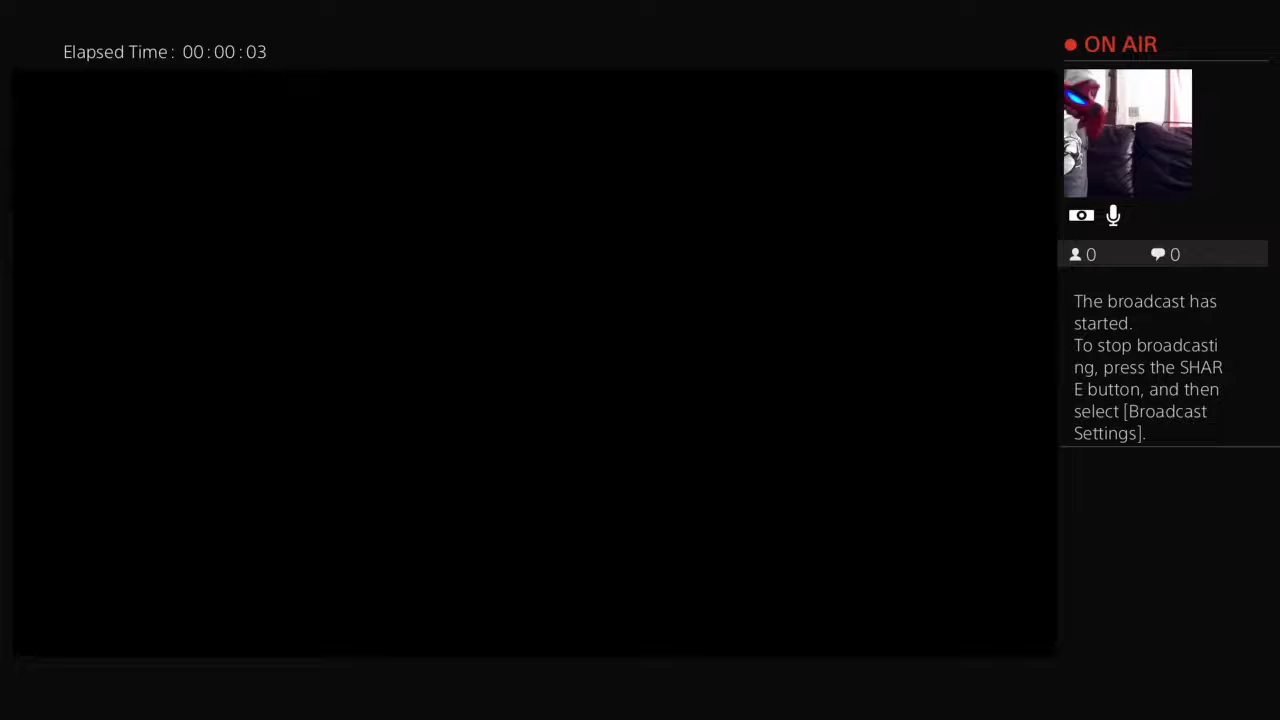 Elapsed Time: 00:00:03
ON AIR
0 0
The broadcast has
started.
To stop broadcasti
ng, press the SHAR
E button, and then
select [Broadcast
Settings].